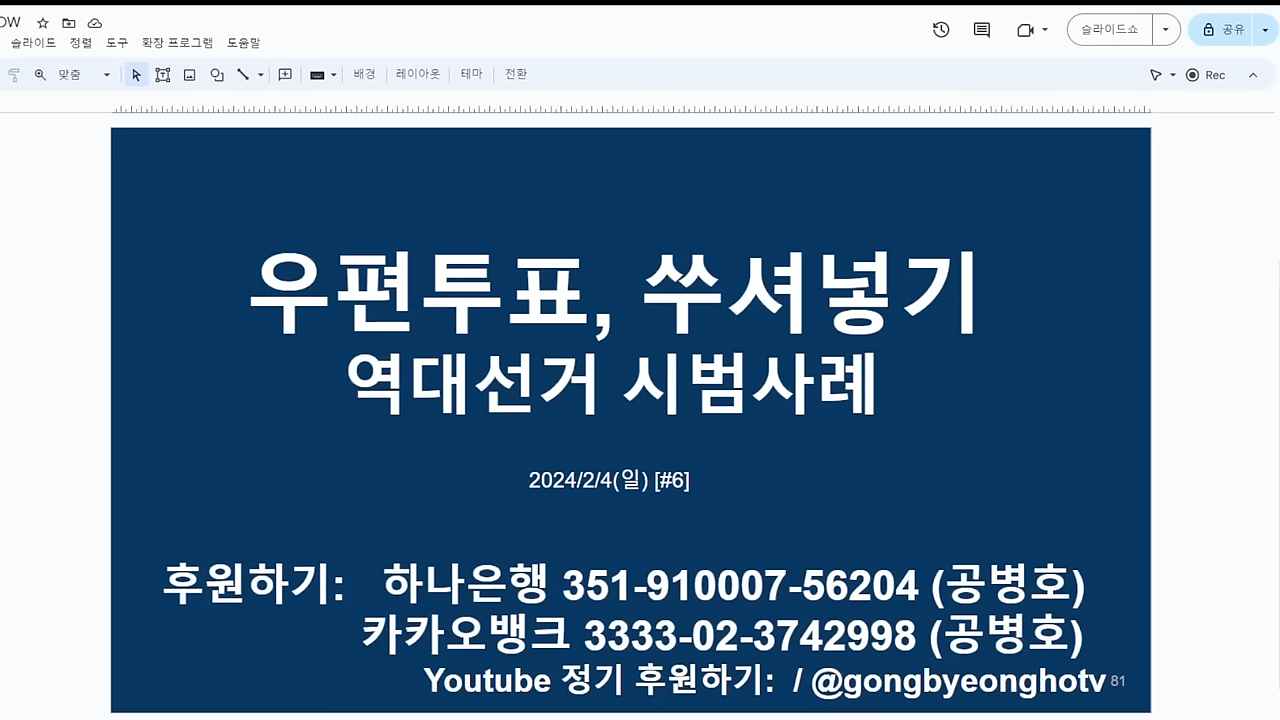 OW
슬라이드 정렬 도구 확장 프로그램 도움말
슬라이드쇼
공유
맞춤
배경 레이아웃 테마 전환
Rec
우편투표, 쑤셔넣기
역대선거 시범사례
2024/2/4(일) [#6]
후원하기: 하나은행 351-910007-56204 (공병호)
카카오뱅크 3333-02-3742998 (공병호)
Youtube 정기 후원하기: / @gongbyeonghotv
81